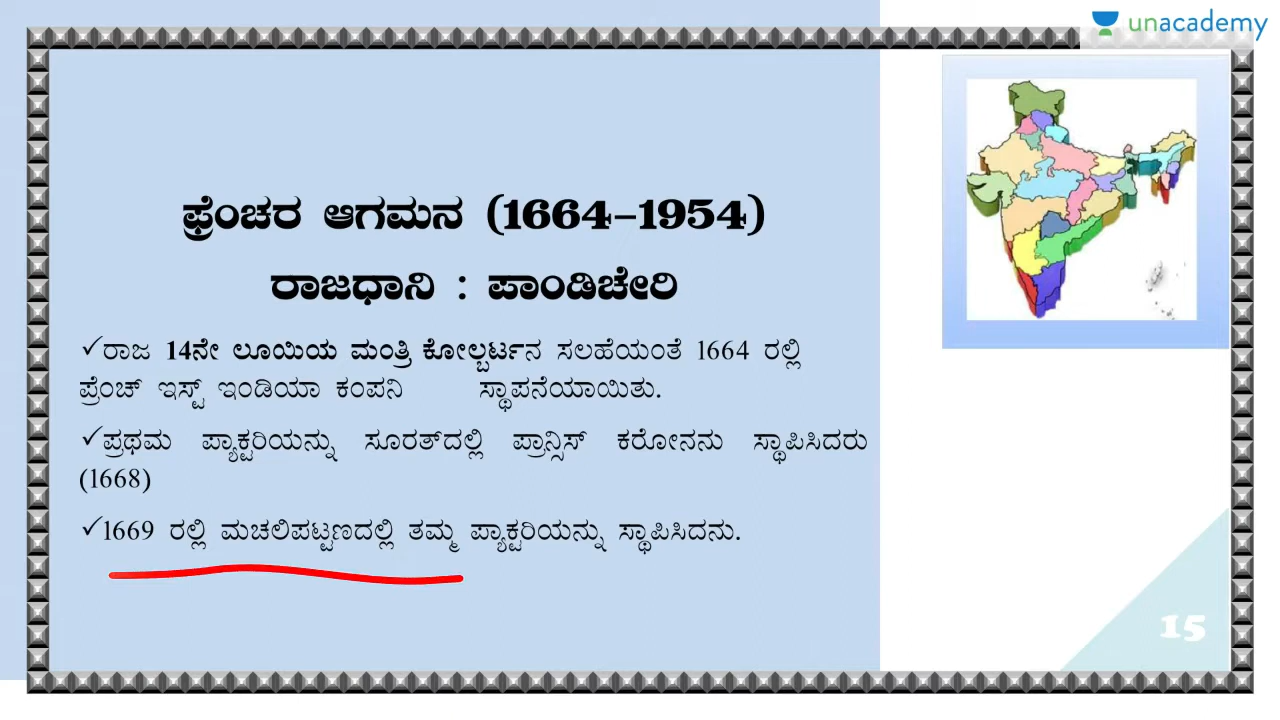 unacademy
ಫ್ರೆಂಚರ ಆಗಮನ (1664-1954)
ರಾಜಧಾನಿ : ಪಾಂಡಿಚೇರಿ
✓ರಾಜ 14ನೇ ಲೂಯಿಯ ಮಂತ್ರಿ ಕೋಲ್ಬರ್ಟನ ಸಲಹೆಯಂತೆ 1664 ರಲ್ಲಿ
ಫ್ರೆಂಚ್ ಇಸ್ಟ್ ಇಂಡಿಯಾ ಕಂಪನಿ ಸ್ಥಾಪನೆಯಾಯಿತು.
✓ಪ್ರಥಮ ಪ್ಯಾಕ್ಟರಿಯನ್ನು ಸೂರತ್‌ದಲ್ಲಿ ಪ್ರಾನ್ಸಿಸ್ ಕರೋನನು ಸ್ಥಾಪಿಸಿದರು
(1668)
✓1669 ರಲ್ಲಿ ಮಚಲಿಪಟ್ಟಣದಲ್ಲಿ ತಮ್ಮ ಪ್ಯಾಕ್ಟರಿಯನ್ನು ಸ್ಥಾಪಿಸಿದನು.
15